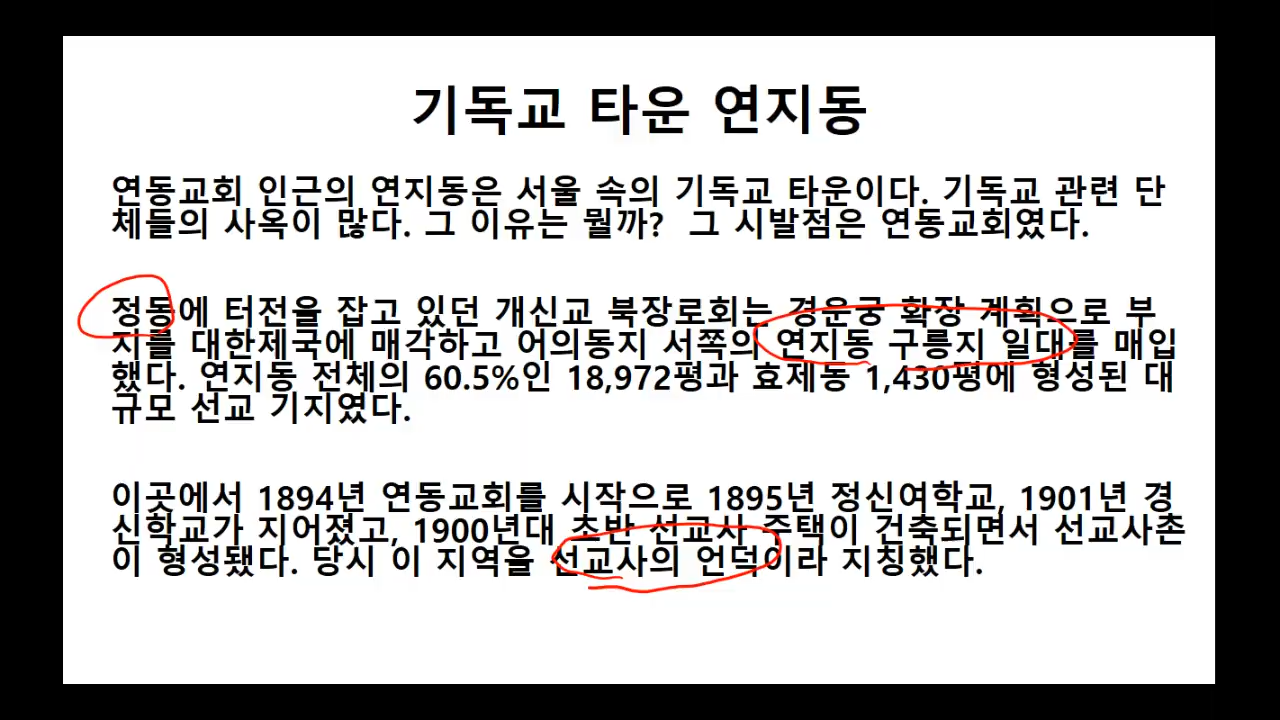 기독교 타운 연지동
연동교회 인근의 연지동은 서울 속의 기독교 타운이다. 기독교 관련 단
체들의 사옥이 많다. 그 이유는 뭘까? 그 시발점은 연동교회였다.
정동에 터전을 잡고 있던 개신교 북장로회는 경운궁 확장 계획으로 부
지를 대한제국에 매각하고 어의동지 서쪽의 연지동 구릉지 일대를 매입
했다. 연지동 전체의 60.5%인 18,972평과 효제동 1,430평에 형성된 대
규모 선교 기지였다.
이곳에서 1894년 연동교회를 시작으로 1895년 정신여학교, 1901년 경
신학교가 지어졌고, 1900년대 초반 선교사 주택이 건축되면서 선교사촌
이 형성됐다. 당시 이 지역을 선교사의 언덕이라 지칭했다.